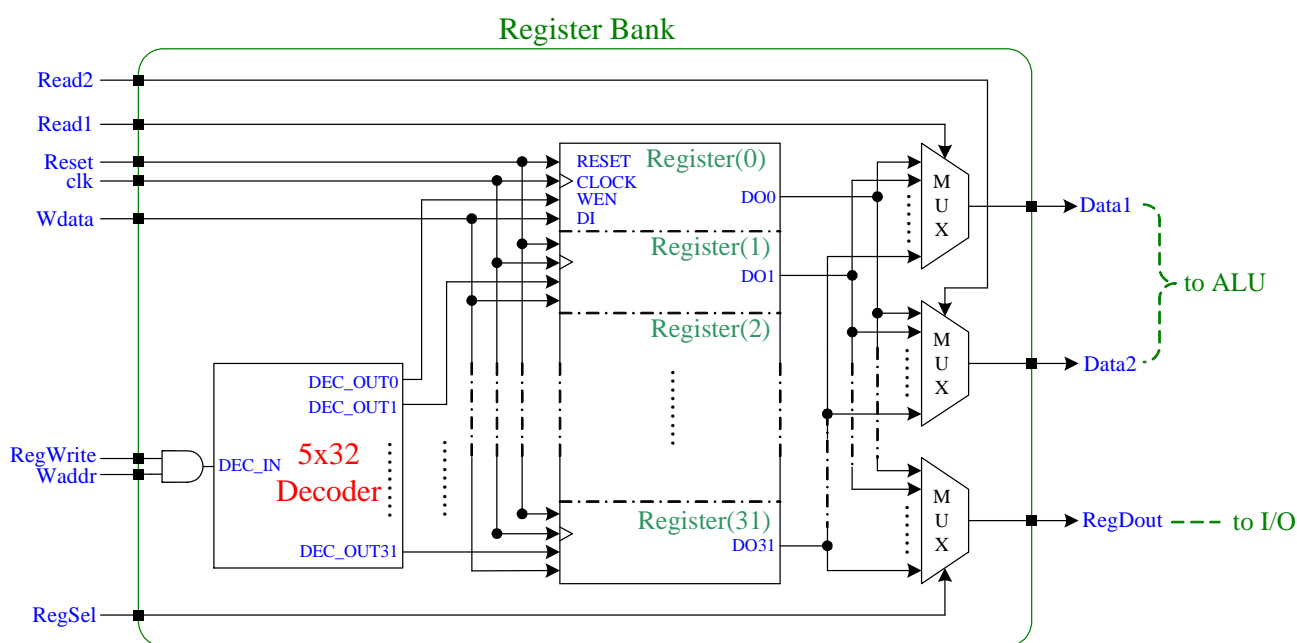 Register Bank
Read2
Read1
Reset
clk
Wdata
RESET
CLOCK
WEN
DI
Register(0)
DO0
Register(1)
DO1
Register(2)
Register(31)
DO31
M
U
X
Data1
M
U
X
Data2
to ALU
M
U
X
RegDout
to I/O
DEC_OUT0
DEC_OUT1
RegWrite
Waddr
DEC_IN
5x32
Decoder
DEC_OUT31
RegSel